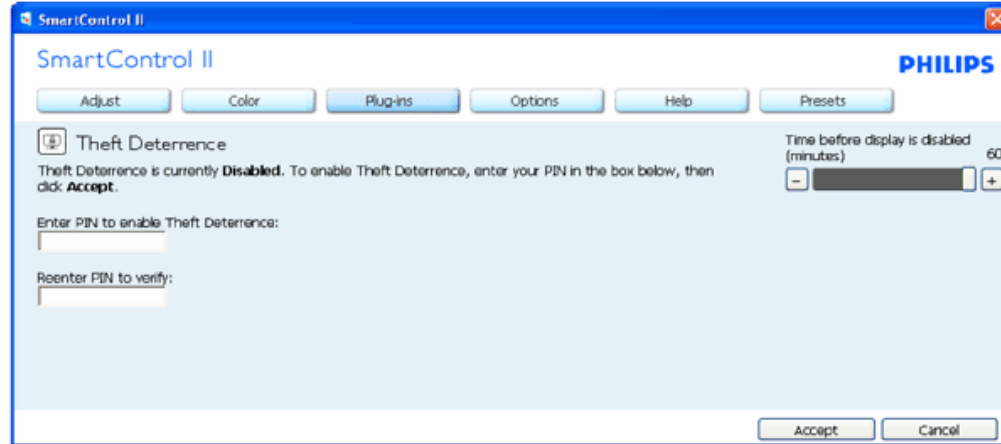 SmartControl II
SmartControl II
PHILIPS
Adjust
Color
Plug-ins
Options
Help
Presets
Theft Deterrence
Theft Deterrence is currently Disabled. To enable Theft Deterrence, enter your PIN in the box below, then
click Accept.
Enter PIN to enable Theft Deterrence:
Reenter PIN to verify:
Time before display is disabled
(minutes) 60
- +
Accept
Cancel